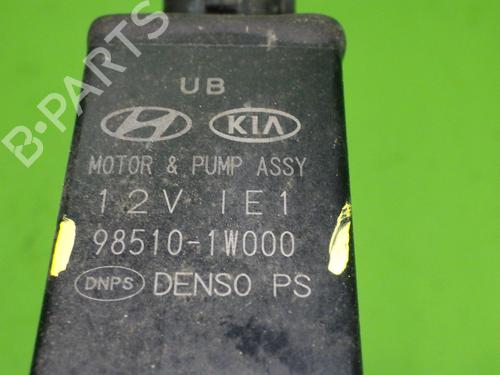 B-PARTS
UB
KIA
MOTOR & PUMP ASSY
12V IE1
98510-1W000
DNPS DENSO PS